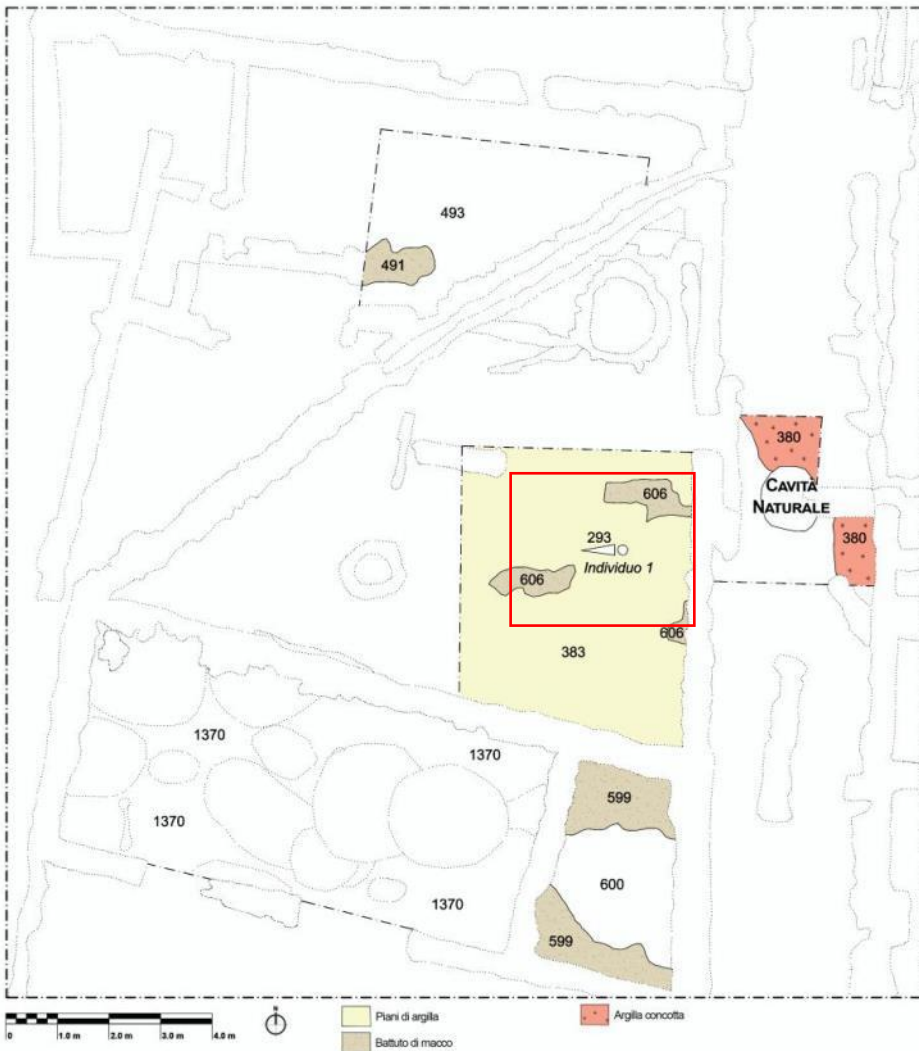 493
491
380
CAVITÀ
NATURALE
606
293
Individuo 1
380
606
606
383
1370
1370
599
1370
600
1370
599
0 1.0 m 2.0 m 3.0 m 4.0 m
N
Piani di argilla
Argilla concotta
Battuto di macco